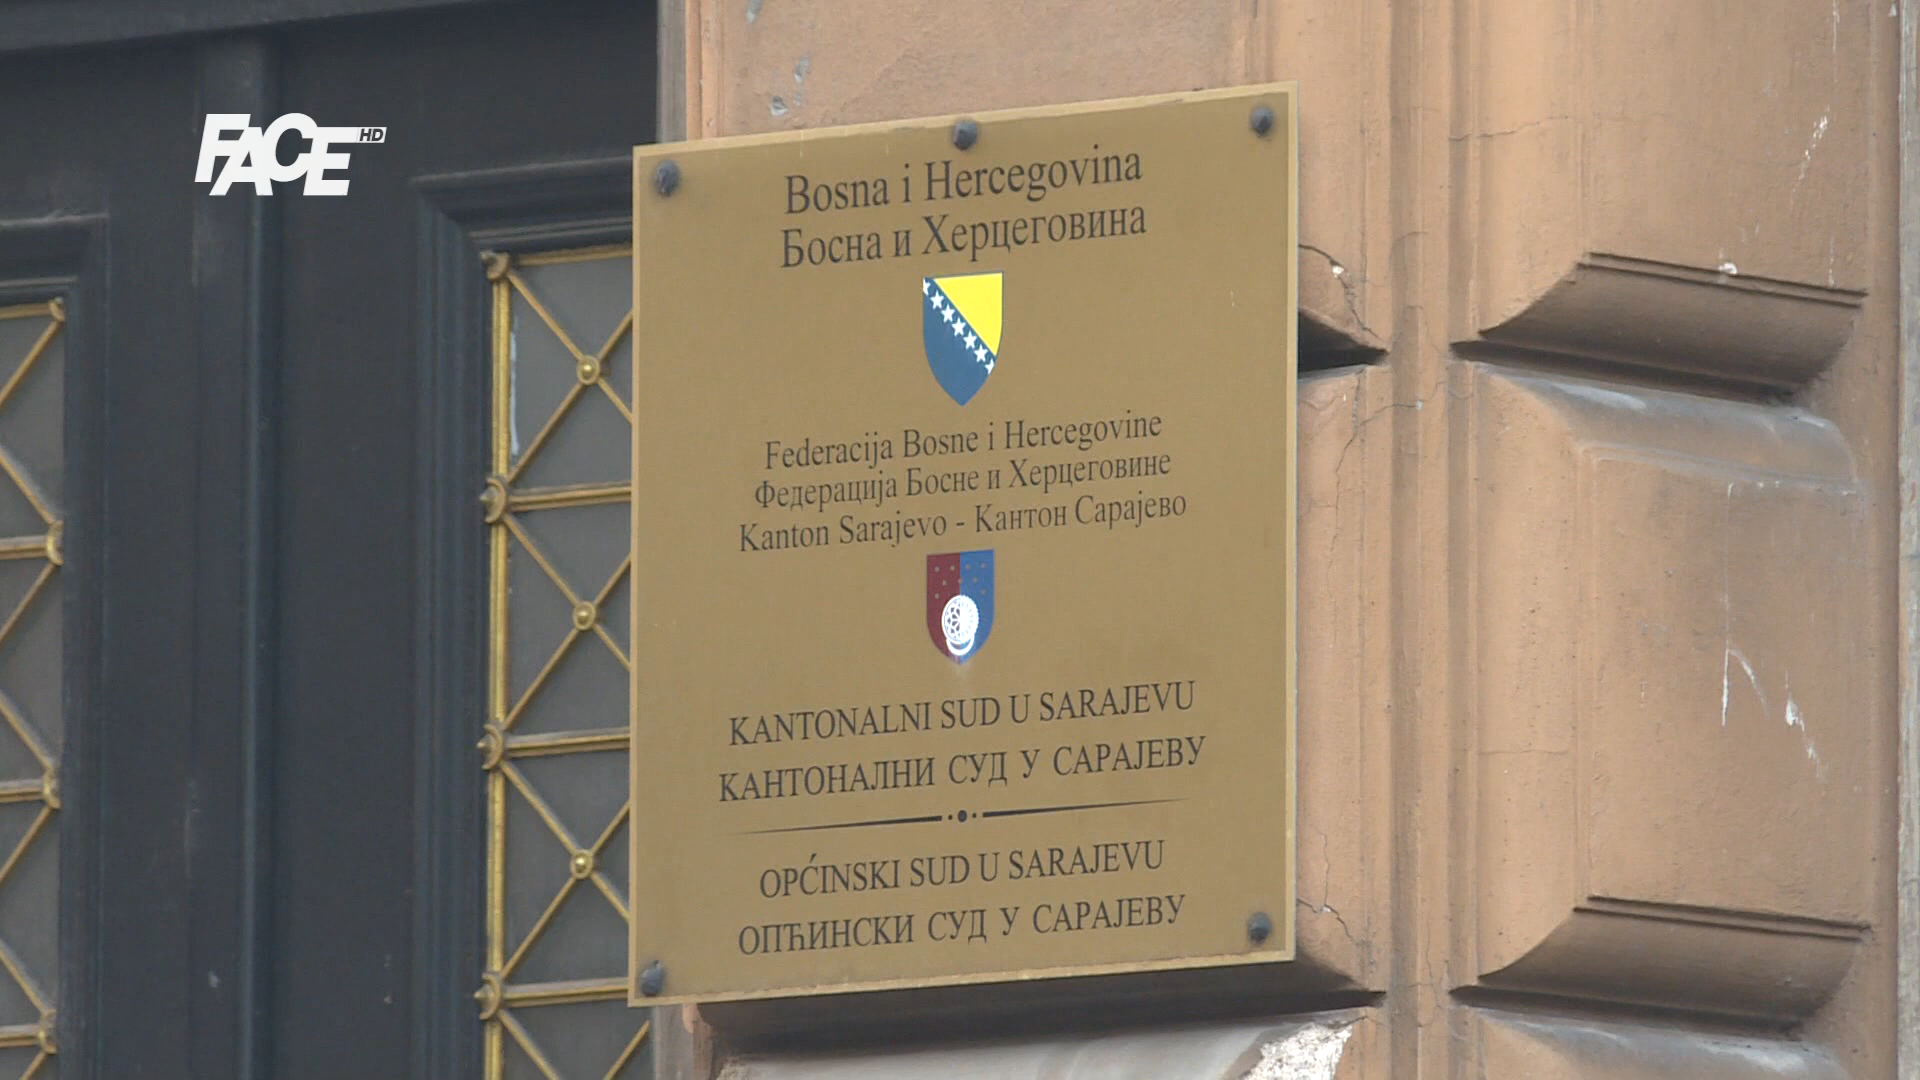 FACE HD
Bosna i Hercegovina
Босна и Херцеговина
Federacija Bosne i Hercegovine
Федерација Босне и Херцеговине
Kanton Sarajevo - Кантон Сарајево
KANTONALNI SUD U SARAJEVU
КАНТОНАЛНИ СУД У САРАЈЕВУ
OPĆINSKI SUD U SARAJEVU
ОПЋИНСКИ СУД У САРАЈЕВУ